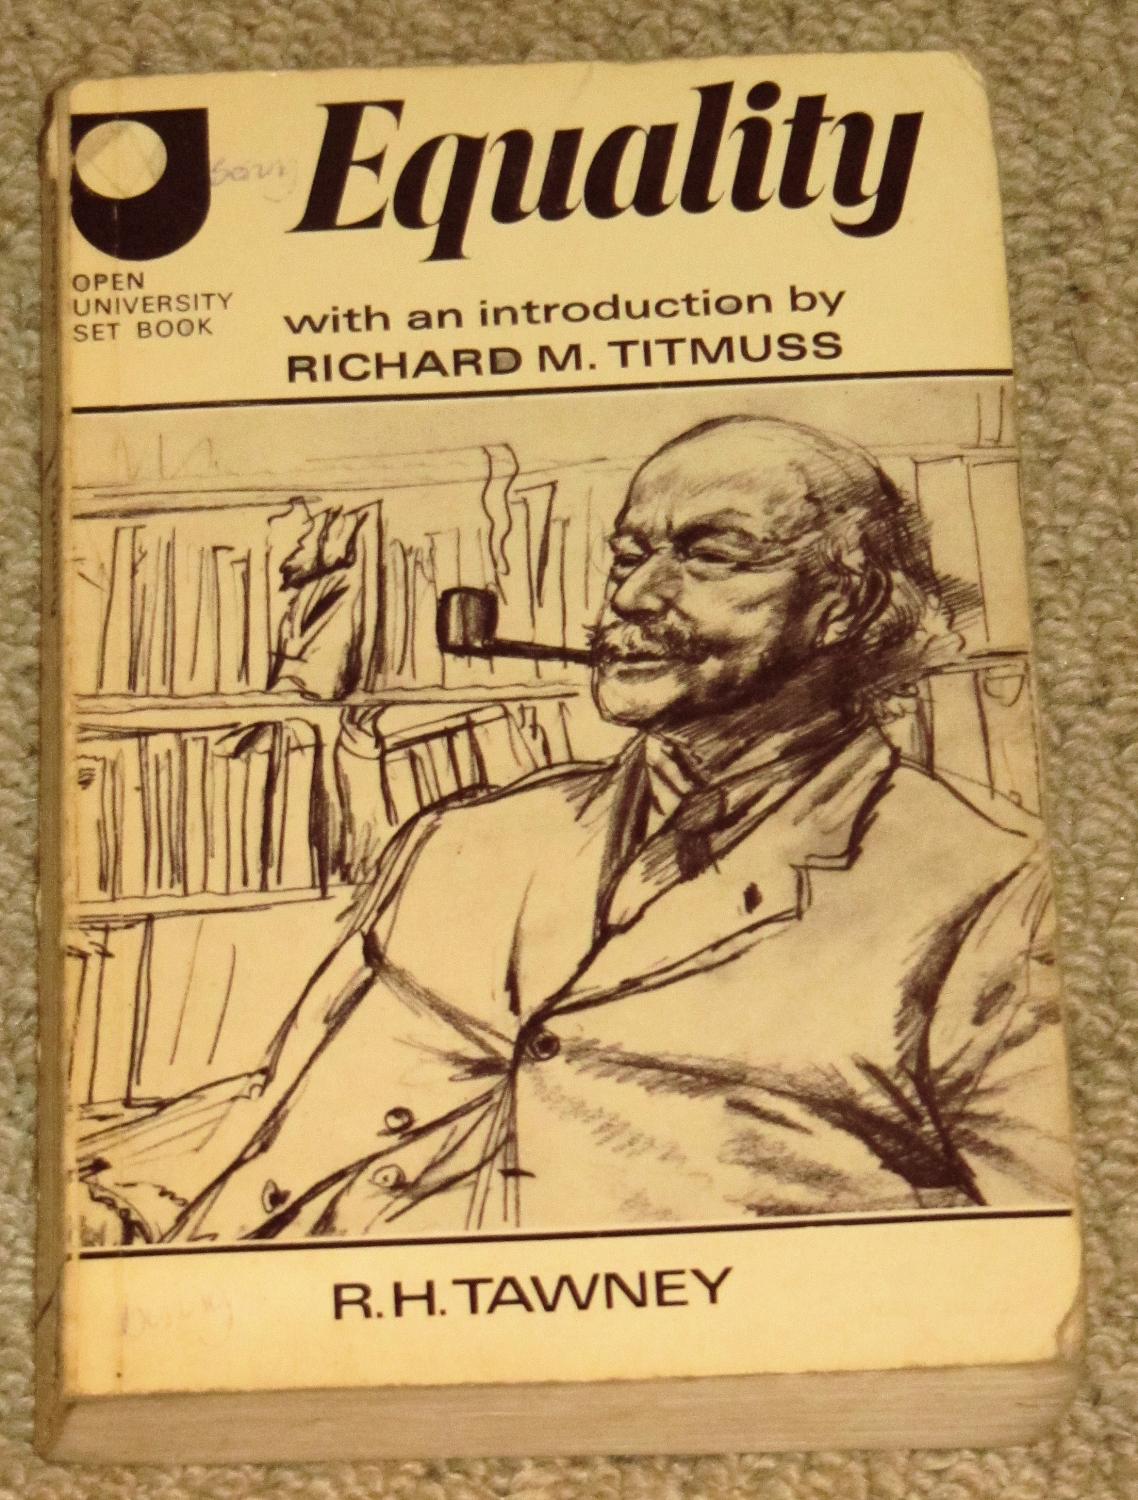 Equality
OPEN
UNIVERSITY
SET BOOK
with an introduction by
RICHARD M. TITMUSS
R.H.TAWNEY